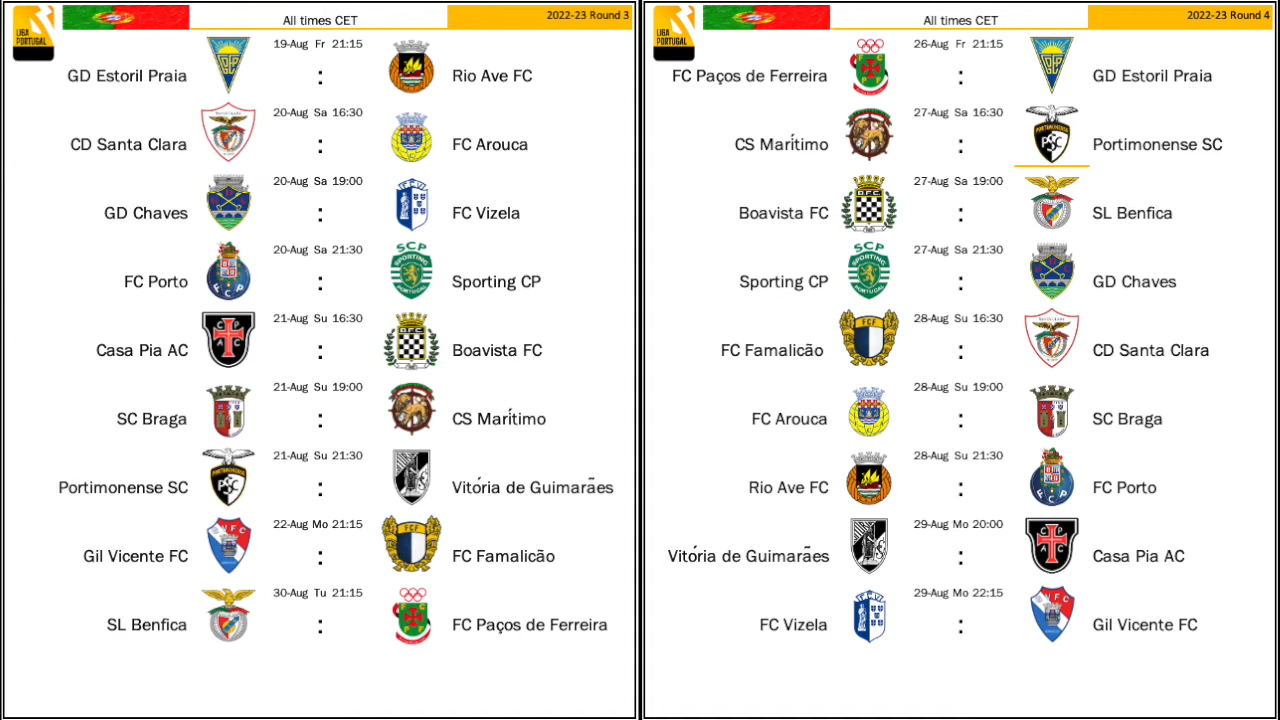 LIGA
PORTUGAL
All times CET
2022-23 Round 3
19-Aug Fr 21:15
GD Estoril Praia : Rio Ave FC
20-Aug Sa 16:30
CD Santa Clara : FC Arouca
20-Aug Sa 19:00
GD Chaves : FC Vizela
20-Aug Sa 21:30
FC Porto : Sporting CP
21-Aug Su 16:30
Casa Pia AC : Boavista FC
21-Aug Su 19:00
SC Braga : CS Marítimo
21-Aug Su 21:30
Portimonense SC : Vitória de Guimarães
22-Aug Mo 21:15
Gil Vicente FC : FC Famalicão
30-Aug Tu 21:15
SL Benfica : FC Paços de Ferreira
LIGA
PORTUGAL
All times CET
2022-23 Round 4
26-Aug Fr 21:15
FC Paços de Ferreira : GD Estoril Praia
27-Aug Sa 16:30
CS Marítimo : Portimonense SC
27-Aug Sa 19:00
Boavista FC : SL Benfica
27-Aug Sa 21:30
Sporting CP : GD Chaves
28-Aug Su 16:30
FC Famalicão : CD Santa Clara
28-Aug Su 19:00
FC Arouca : SC Braga
28-Aug Su 21:30
Rio Ave FC : FC Porto
29-Aug Mo 20:00
Vitória de Guimarães : Casa Pia AC
29-Aug Mo 22:15
FC Vizela : Gil Vicente FC